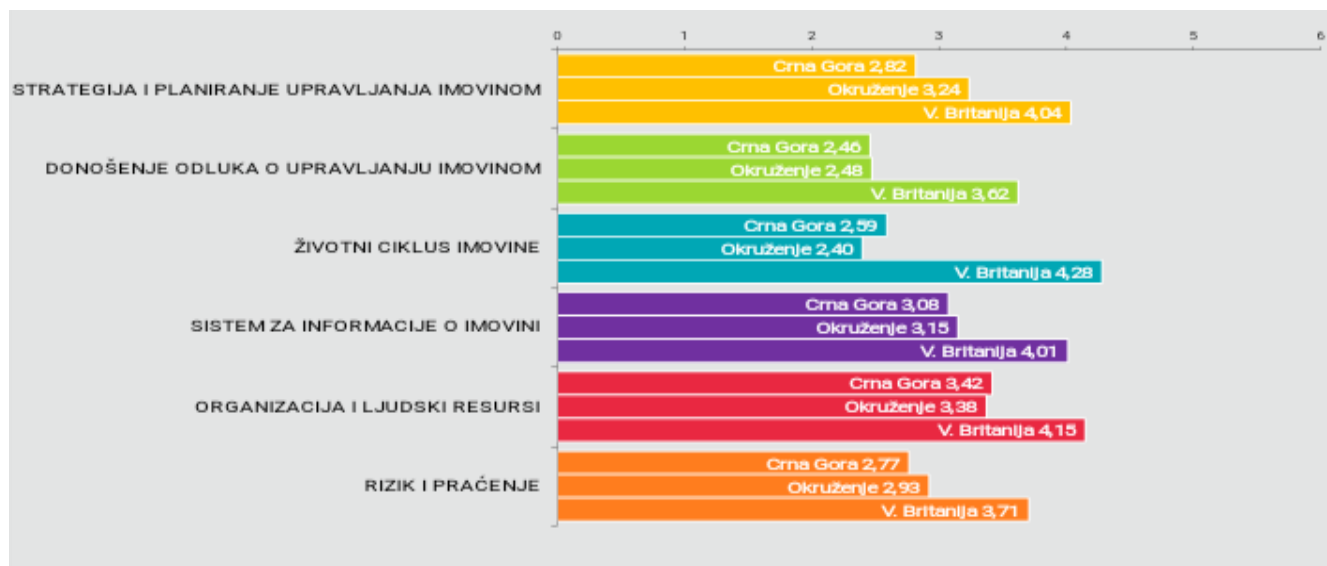 0 1 2 3 4 5 6
Crna Gora 2,82
STRATEGIJA I PLANIRANJE UPRAVLJANJA IMOVINOM
Okruženje 3,24
V. Britanija 4,04
Crna Gora 2,46
DONOŠENJE ODLUKA O UPRAVLJANJU IMOVINOM
Okruženje 2,48
V. Britanija 3,62
Crna Gora 2,59
ŽIVOTNI CIKLUS IMOVINE
Okruženje 2,40
V. Britanija 4,28
Crna Gora 3,08
SISTEM ZA INFORMACIJE O IMOVINI
Okruženje 3,15
V. Britanija 4,01
Crna Gora 3,42
ORGANIZACIJA I LJUDSKI RESURSI
Okruženje 3,38
V. Britanija 4,15
Crna Gora 2,77
RIZIK I PRAĆENJE
Okruženje 2,93
V. Britanija 3,71